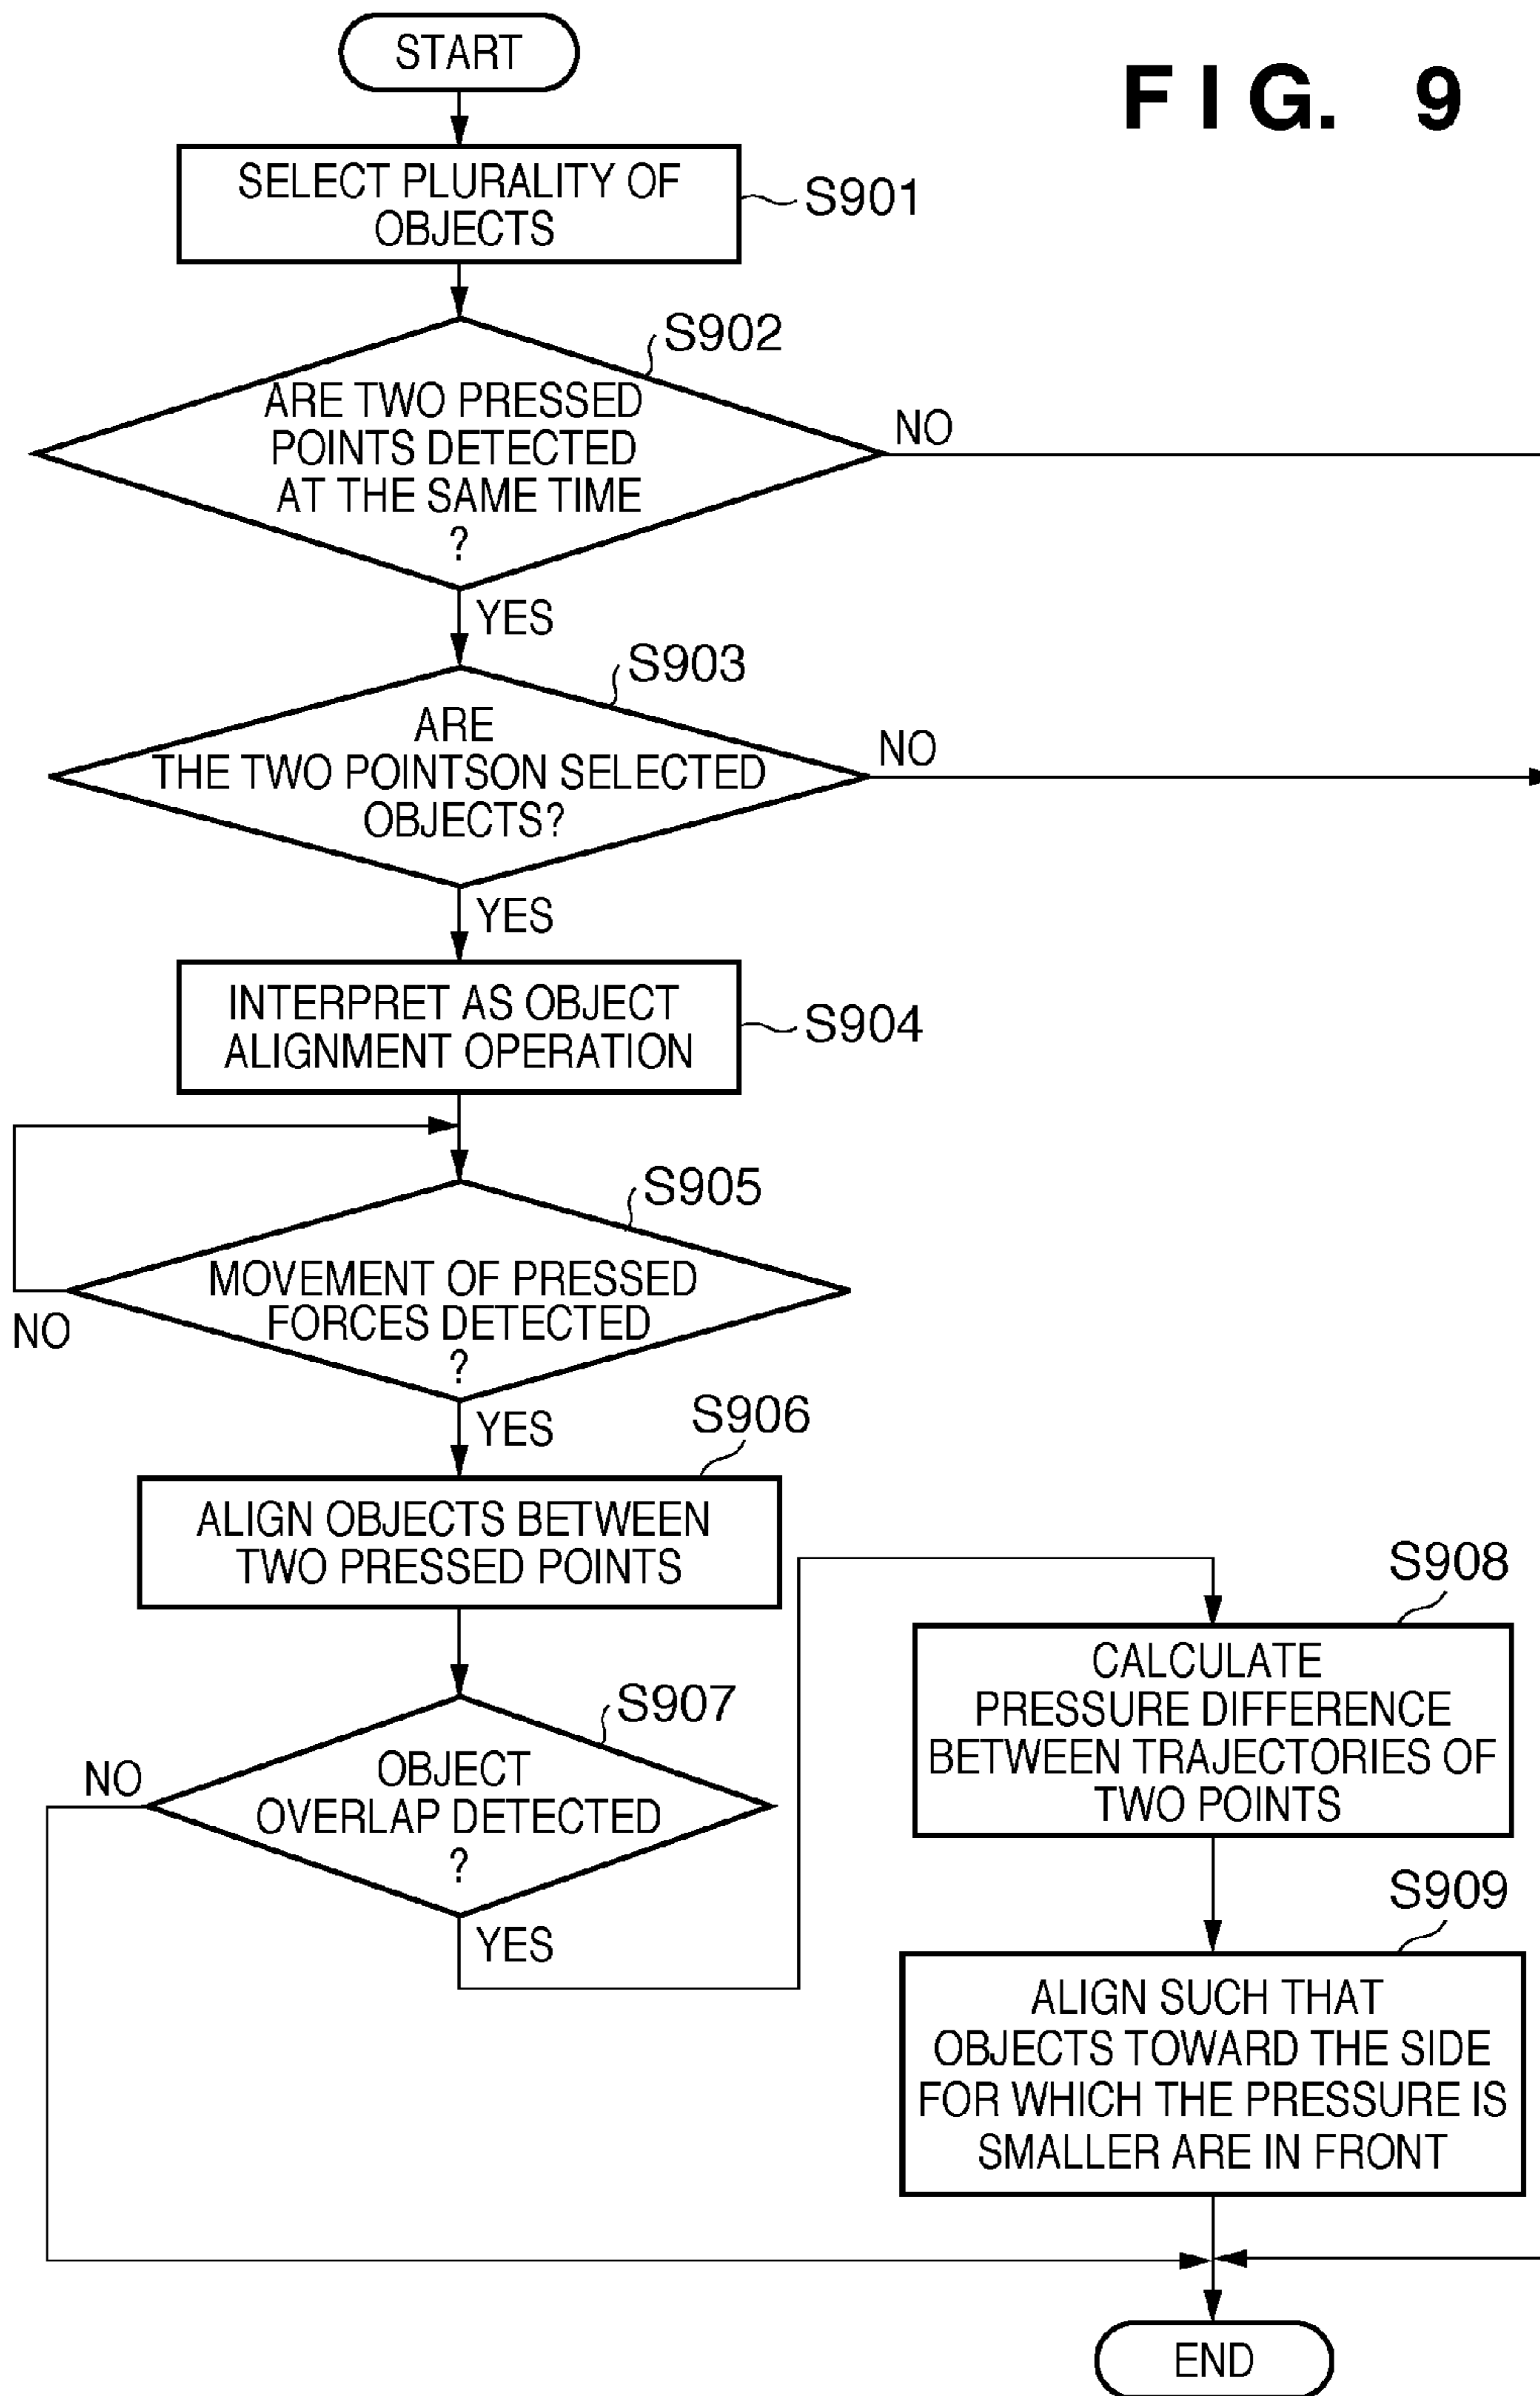 START
FIG. 9
SELECT PLURALITY OF
OBJECTS
S901
S902
ARE TWO PRESSED
POINTS DETECTED
AT THE SAME TIME
?
NO
YES
S903
ARE
THE TWO POINTSON SELECTED
OBJECTS?
NO
YES
INTERPRET AS OBJECT
ALIGNMENT OPERATION
S904
S905
MOVEMENT OF PRESSED
FORCES DETECTED
?
NO
YES
S906
ALIGN OBJECTS BETWEEN
TWO PRESSED POINTS
S907
OBJECT
OVERLAP DETECTED
?
NO
YES
S908
CALCULATE
PRESSURE DIFFERENCE
BETWEEN TRAJECTORIES OF
TWO POINTS
S909
ALIGN SUCH THAT
OBJECTS TOWARD THE SIDE
FOR WHICH THE PRESSURE IS
SMALLER ARE IN FRONT
END